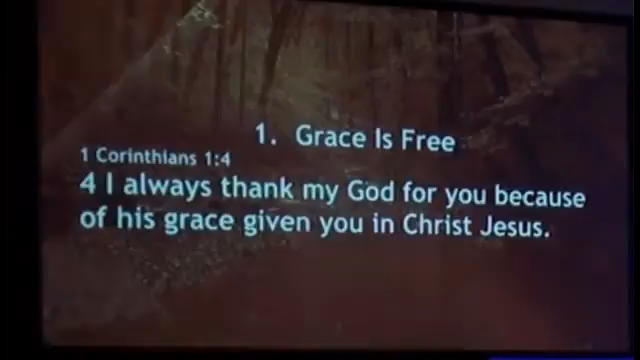 1. Grace Is Free
1 Corinthians 1:4
4 I always thank my God for you because
of his grace given you in Christ Jesus.